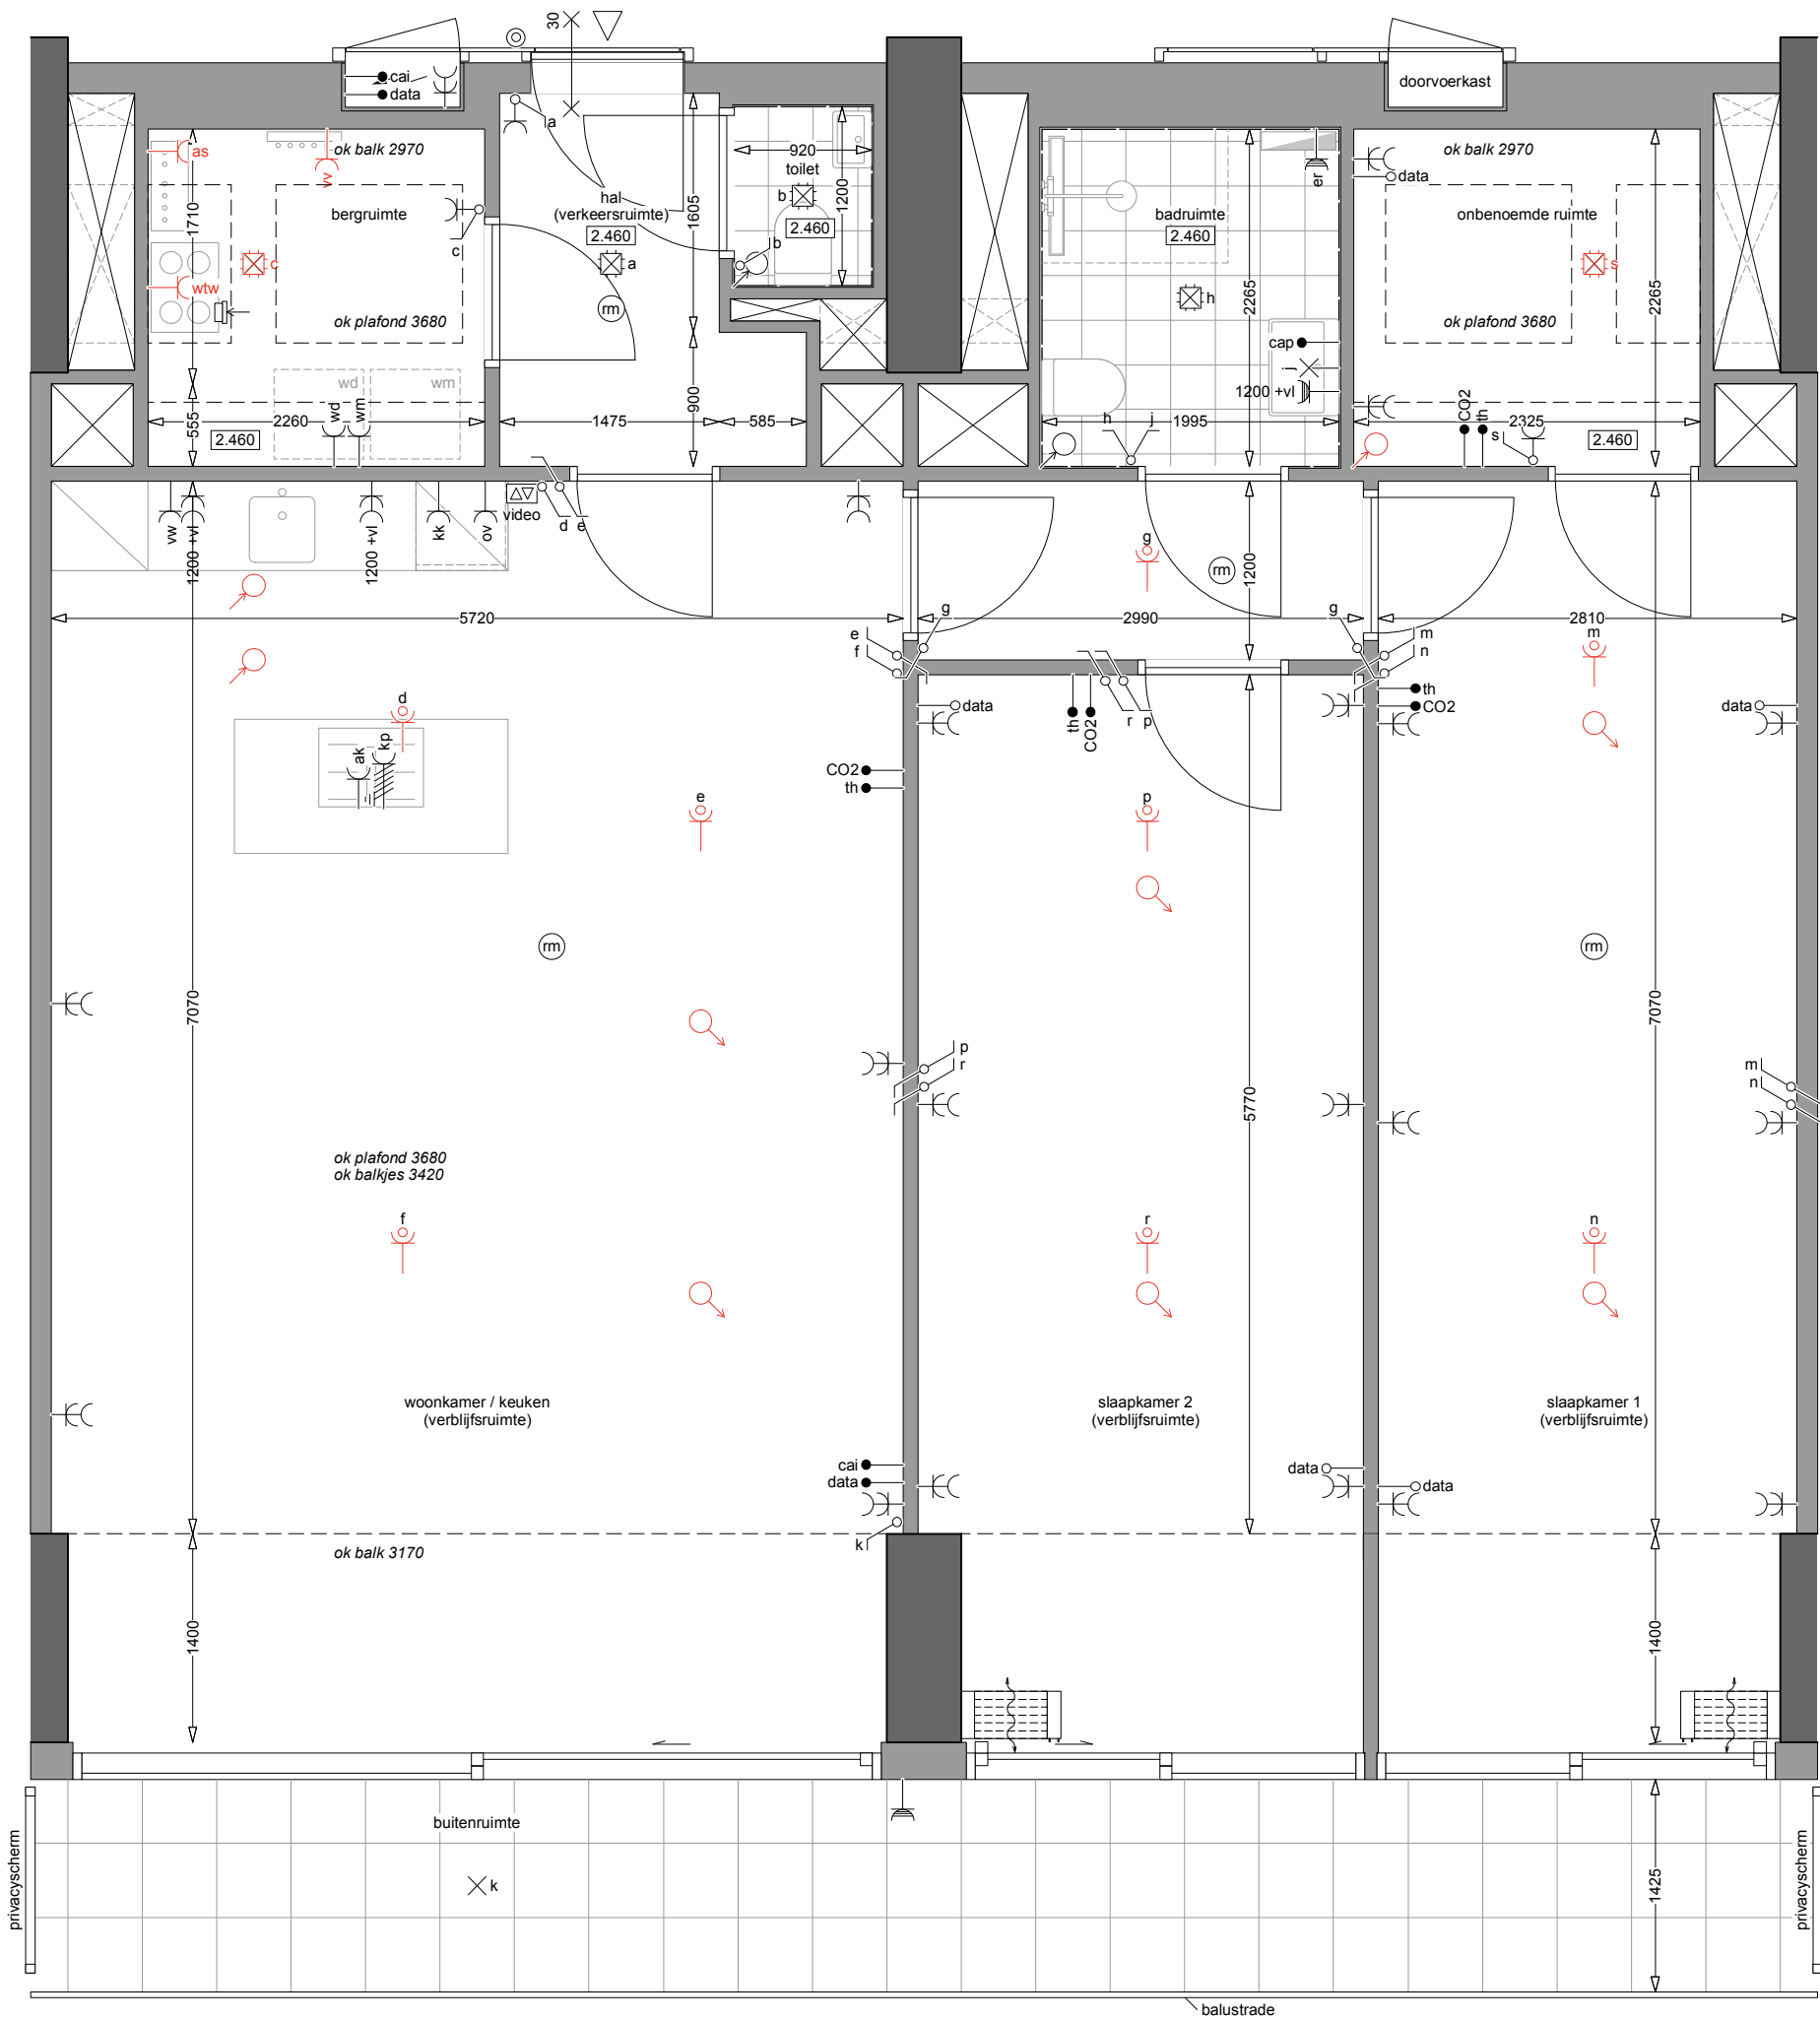 30
cai
data
a
doorvoerkast
as
vv
ok balk 2970
920
toilet
b
1200
2.460
er
data
ok balk 2970
1710
bergruimte
c
hal
(verkeersruimte)
2.460
1605
b
badruimte
2.460
onbenoemde ruimte
c
a
h
s
wtw
rm
2265
2265
ok plafond 3680
ok plafond 3680
cap
j
1200 +vl
wd
wm
900
555
2260
wd
wm
1475
585
h
j
1995
CO2
th
2325
s
2.460
2.460
vw
1200 +vl
1200 +vl
kk
ov
video
d
e
g
rm
1200
5720
g
2990
g
2810
e
f
m
n
m
th
CO2
data
data
th
CO2
r
p
d
ak
kp
CO2
th
e
p
rm
rm
7070
7070
p
r
m
n
5770
ok plafond 3680
ok balkjes 3420
f
r
n
woonkamer / keuken
(verblijfsruimte)
slaapkamer 2
(verblijfsruimte)
slaapkamer 1
(verblijfsruimte)
cai
data
data
data
k
ok balk 3170
1400
1400
buitenruimte
privacyscherm
k
1425
privacyscherm
balustrade